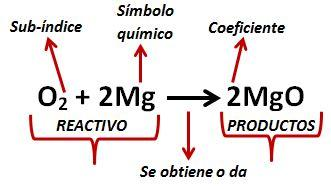 Símbolo
químico
Sub-índice
Coeficiente
O₂ + 2Mg → 2MgO
REACTIVO
PRODUCTOS
Se obtiene o da